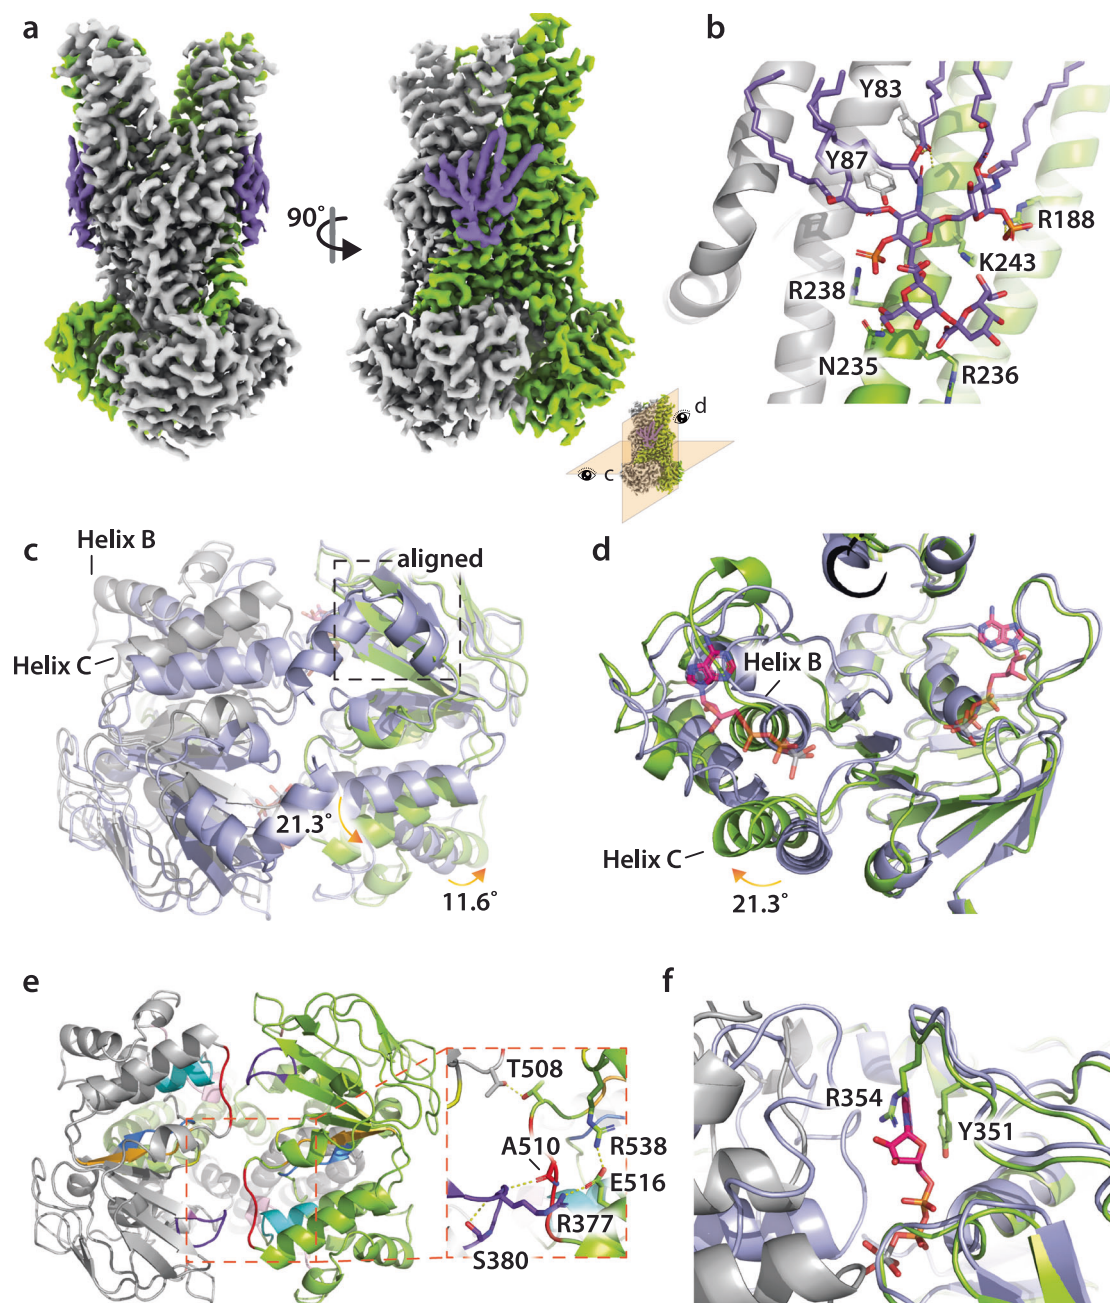 a
90°
b
Y83
Y87
R188
K243
R238
N235
R236
d
c
c
Helix B
aligned
Helix C
21.3°
11.6°
d
Helix B
Helix C
21.3°
e
T508
A510
R538
E516
R377
S380
f
R354
Y351